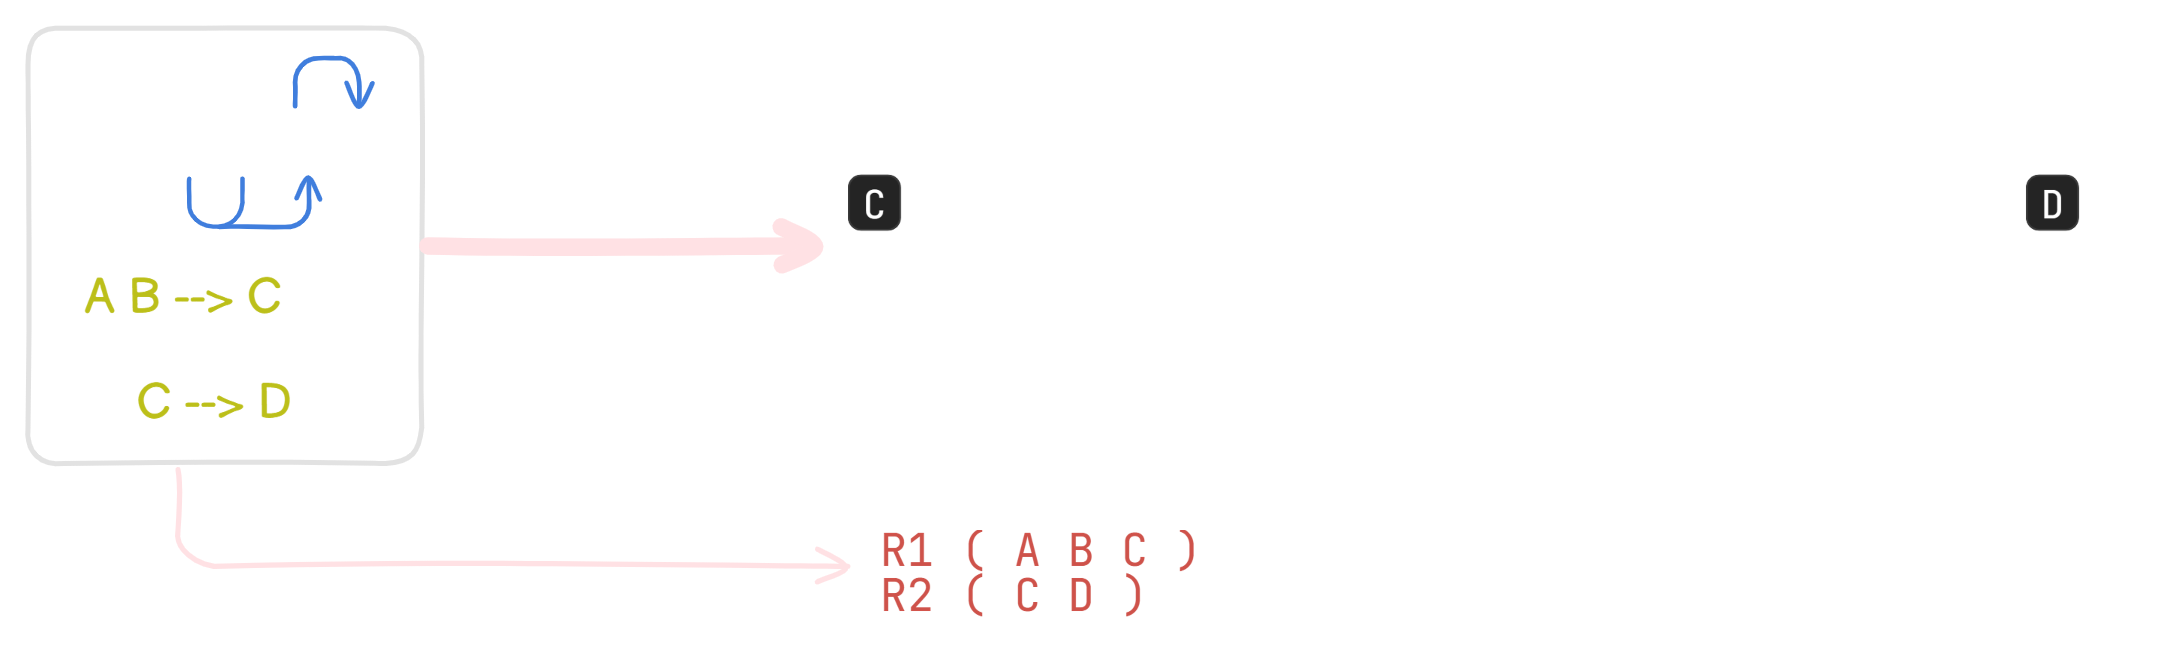 C
D
A B --> C
C --> D
R1 ( A B C )
R2 ( C D )